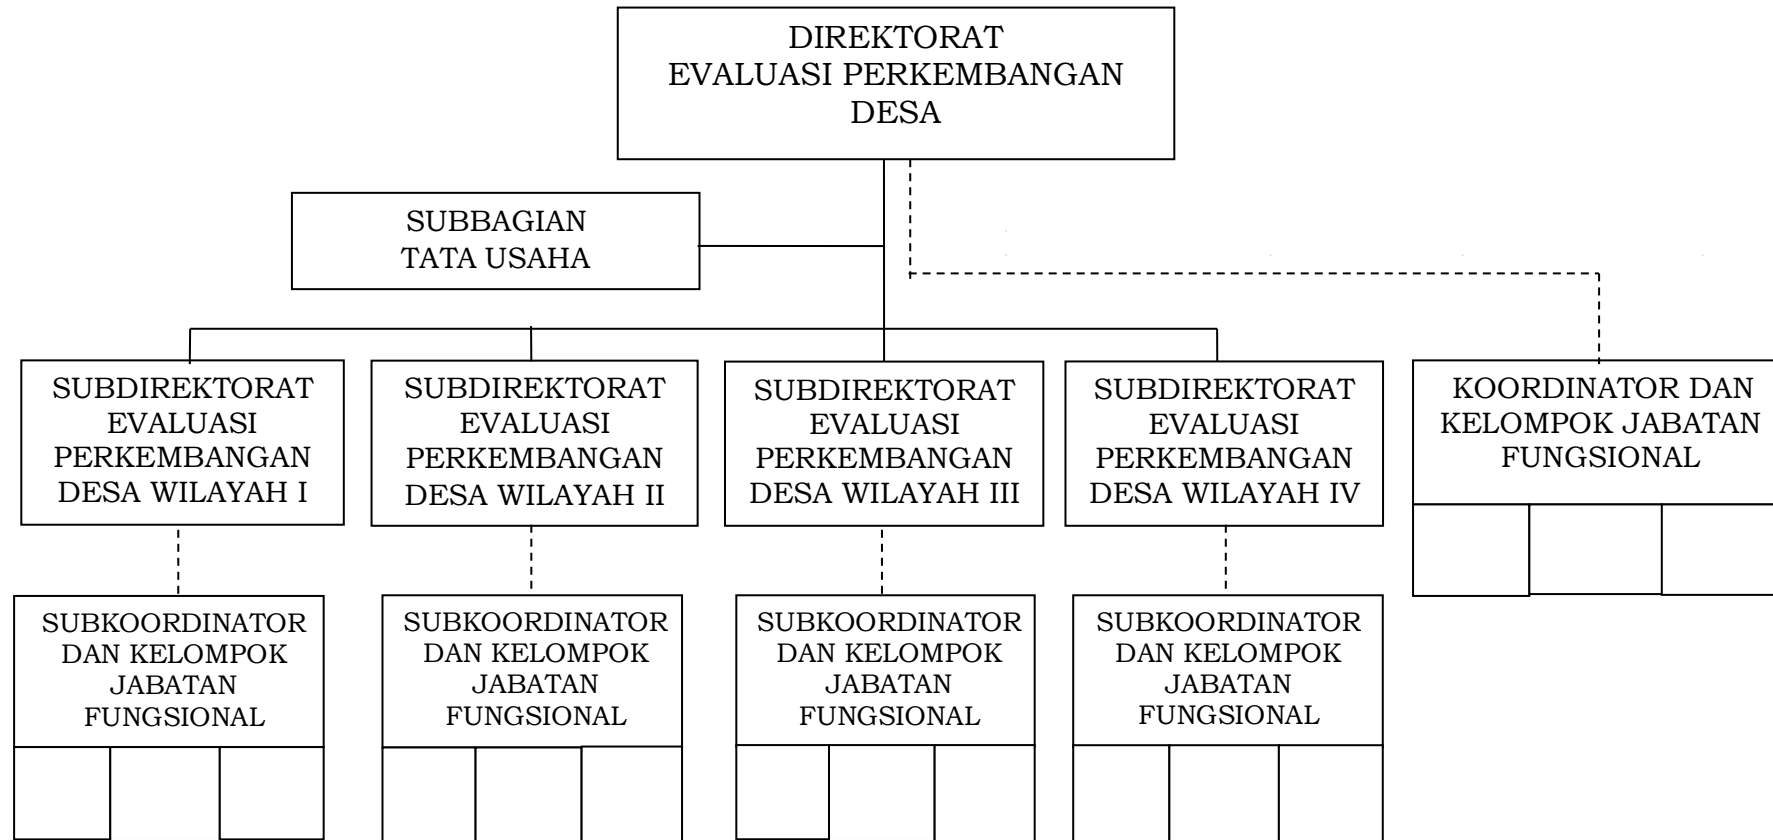 DIREKTORAT
EVALUASI PERKEMBANGAN
DESA
SUBBAGIAN
TATA USAHA
SUBDIREKTORAT
EVALUASI
PERKEMBANGAN
DESA WILAYAH I
SUBDIREKTORAT
EVALUASI
PERKEMBANGAN
DESA WILAYAH II
SUBDIREKTORAT
EVALUASI
PERKEMBANGAN
DESA WILAYAH III
SUBDIREKTORAT
EVALUASI
PERKEMBANGAN
DESA WILAYAH IV
KOORDINATOR DAN
KELOMPOK JABATAN
FUNGSIONAL
SUBKOORDINATOR
DAN KELOMPOK
JABATAN
FUNGSIONAL
SUBKOORDINATOR
DAN KELOMPOK
JABATAN
FUNGSIONAL
SUBKOORDINATOR
DAN KELOMPOK
JABATAN
FUNGSIONAL
SUBKOORDINATOR
DAN KELOMPOK
JABATAN
FUNGSIONAL